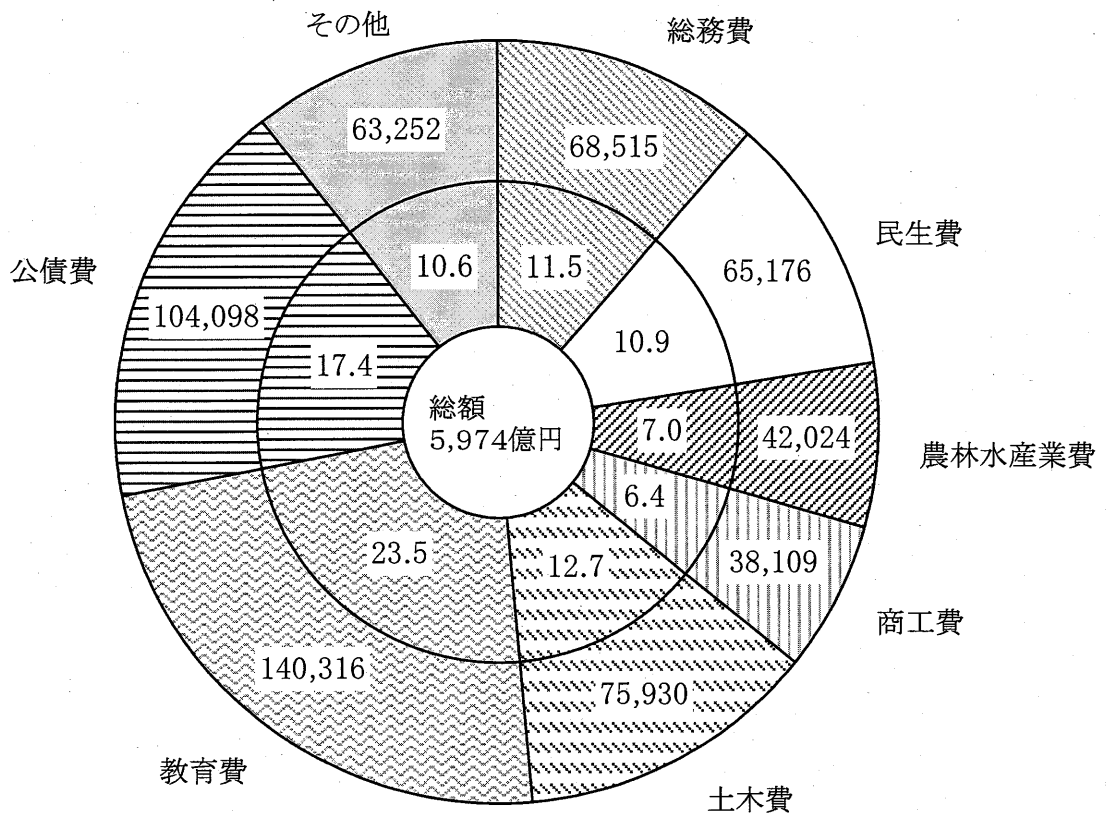 その他
総務費
63,252
68,515
民生費
10.6
11.5
65,176
公債費
104,098
17.4
10.9
総額
5,974億円
7.0
42,024
農林水産業費
6.4
23.5
12.7
38,109
商工費
140,316
75,930
教育費
土木費